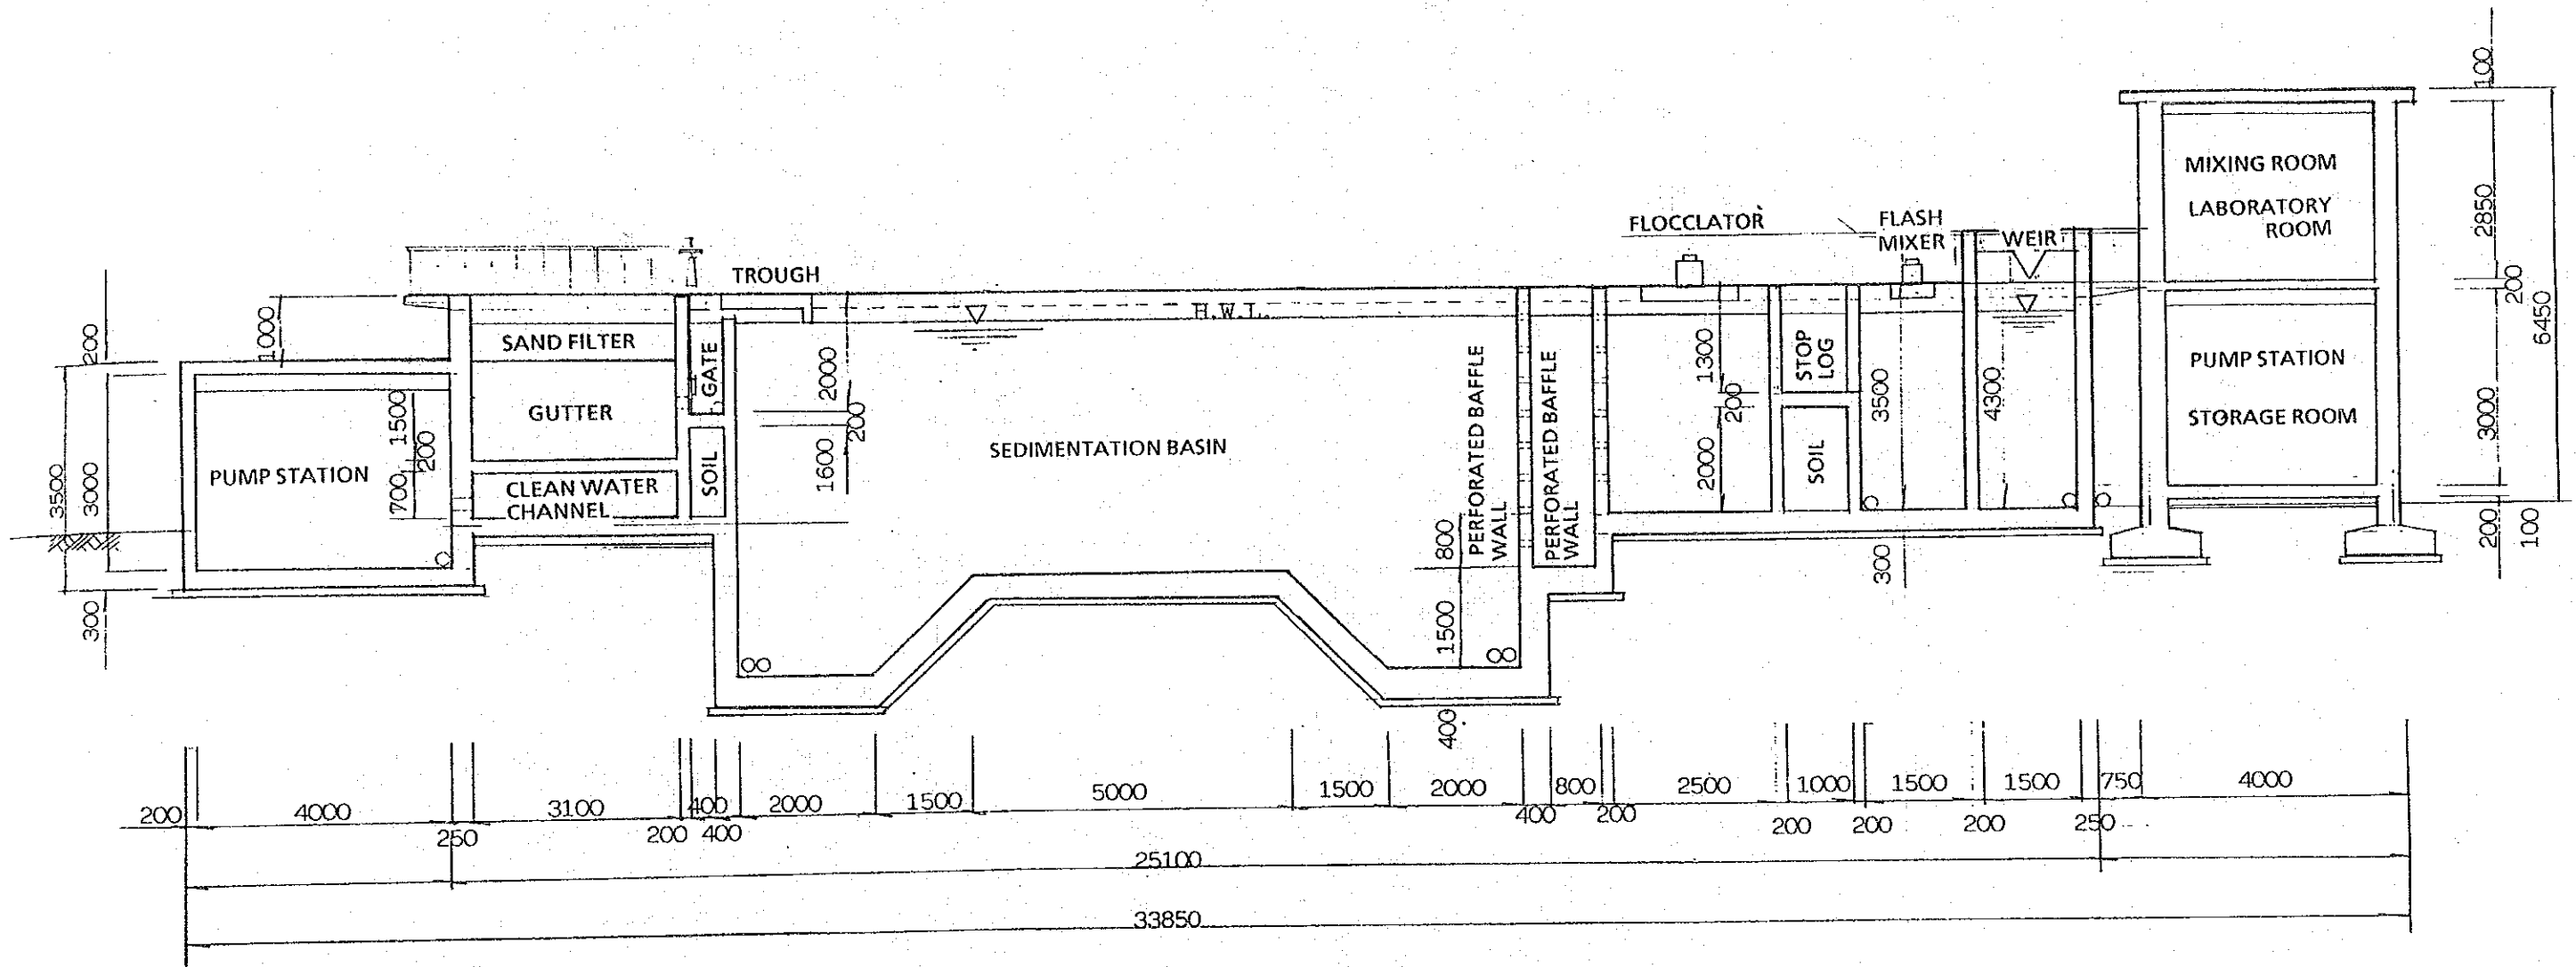 100
MIXING ROOM
LABORATORY
ROOM
2850
200
6450
FLOCCLATOR
FLASH
MIXER
WEIR
TROUGH
H.W.L.
200
1000
SAND FILTER
GATE
2000
200
1600
GUTTER
1500
200
700
PUMP STATION
3500
3000
300
CLEAN WATER
CHANNEL
SOIL
SEDIMENTATION BASIN
PERFORATED BAFFLE
WALL
PERFORATED BAFFLE
WALL
800
1500
400
1300
200
2000
STOP
LOG
SOIL
3500
300
4300
PUMP STATION
STORAGE ROOM
3000
200
100
200
4000
250
3100
200
400
400
2000
1500
5000
1500
2000
400
800
200
2500
200
1000
200
1500
200
1500
250
750
4000
25100
33850